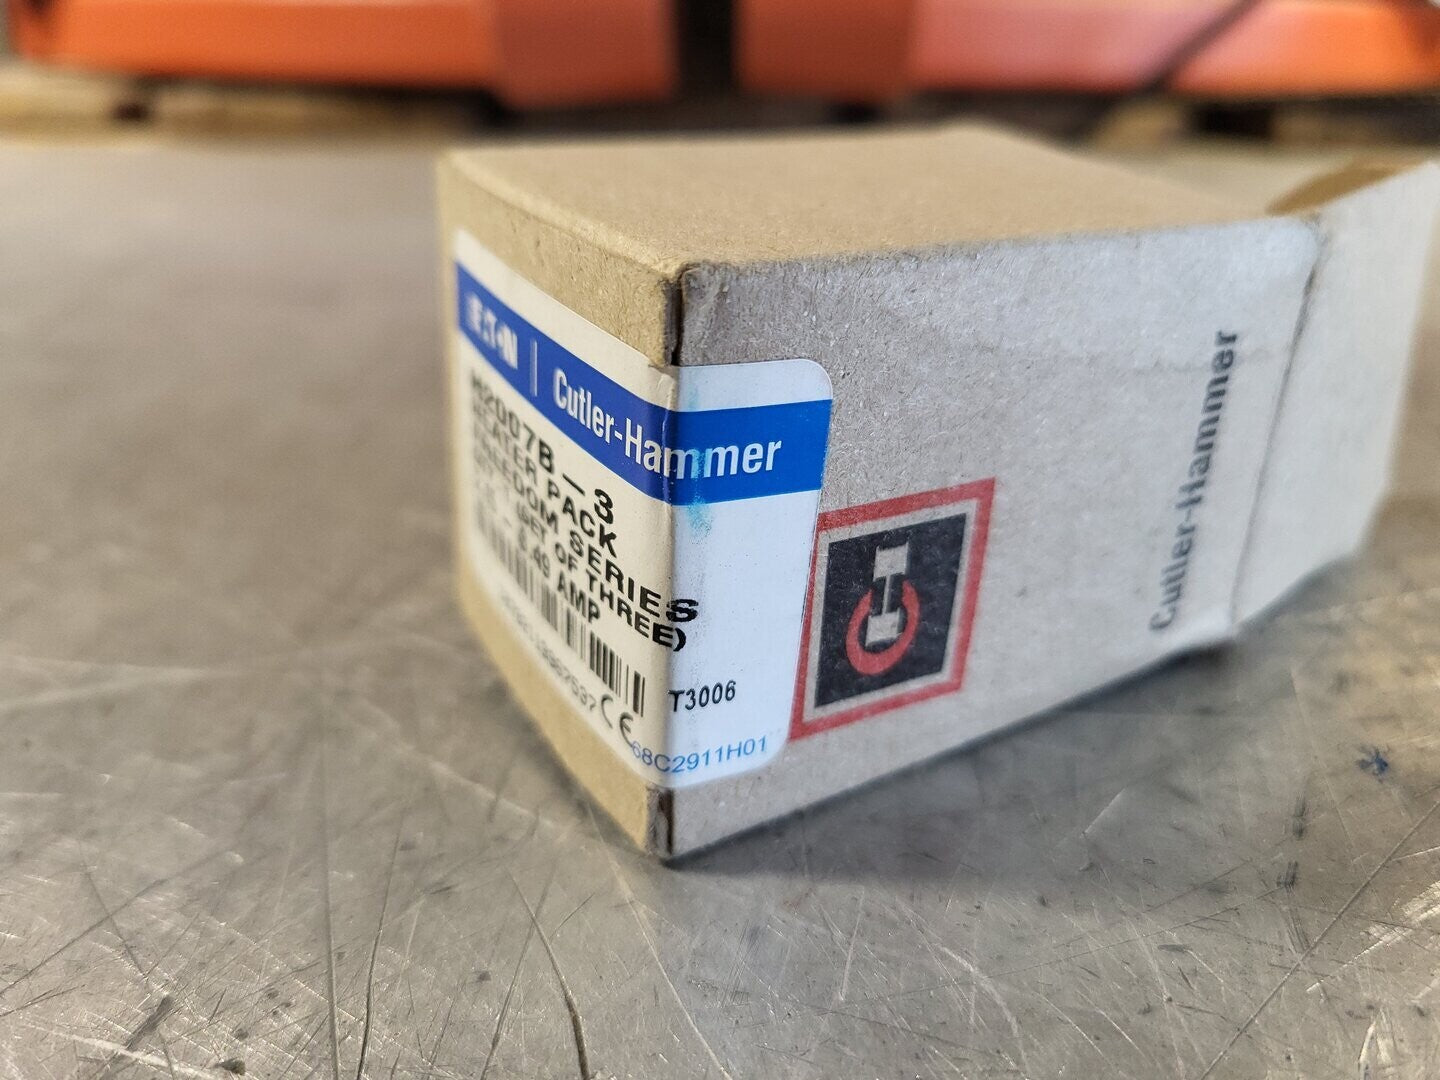 EATON | Cutler-Hammer
H2007B-3
HEATER PACK
FREEDOM SERIES
(SET OF THREE)
AMP
CE
T3006
68C2911H01
Cutler-Hammer